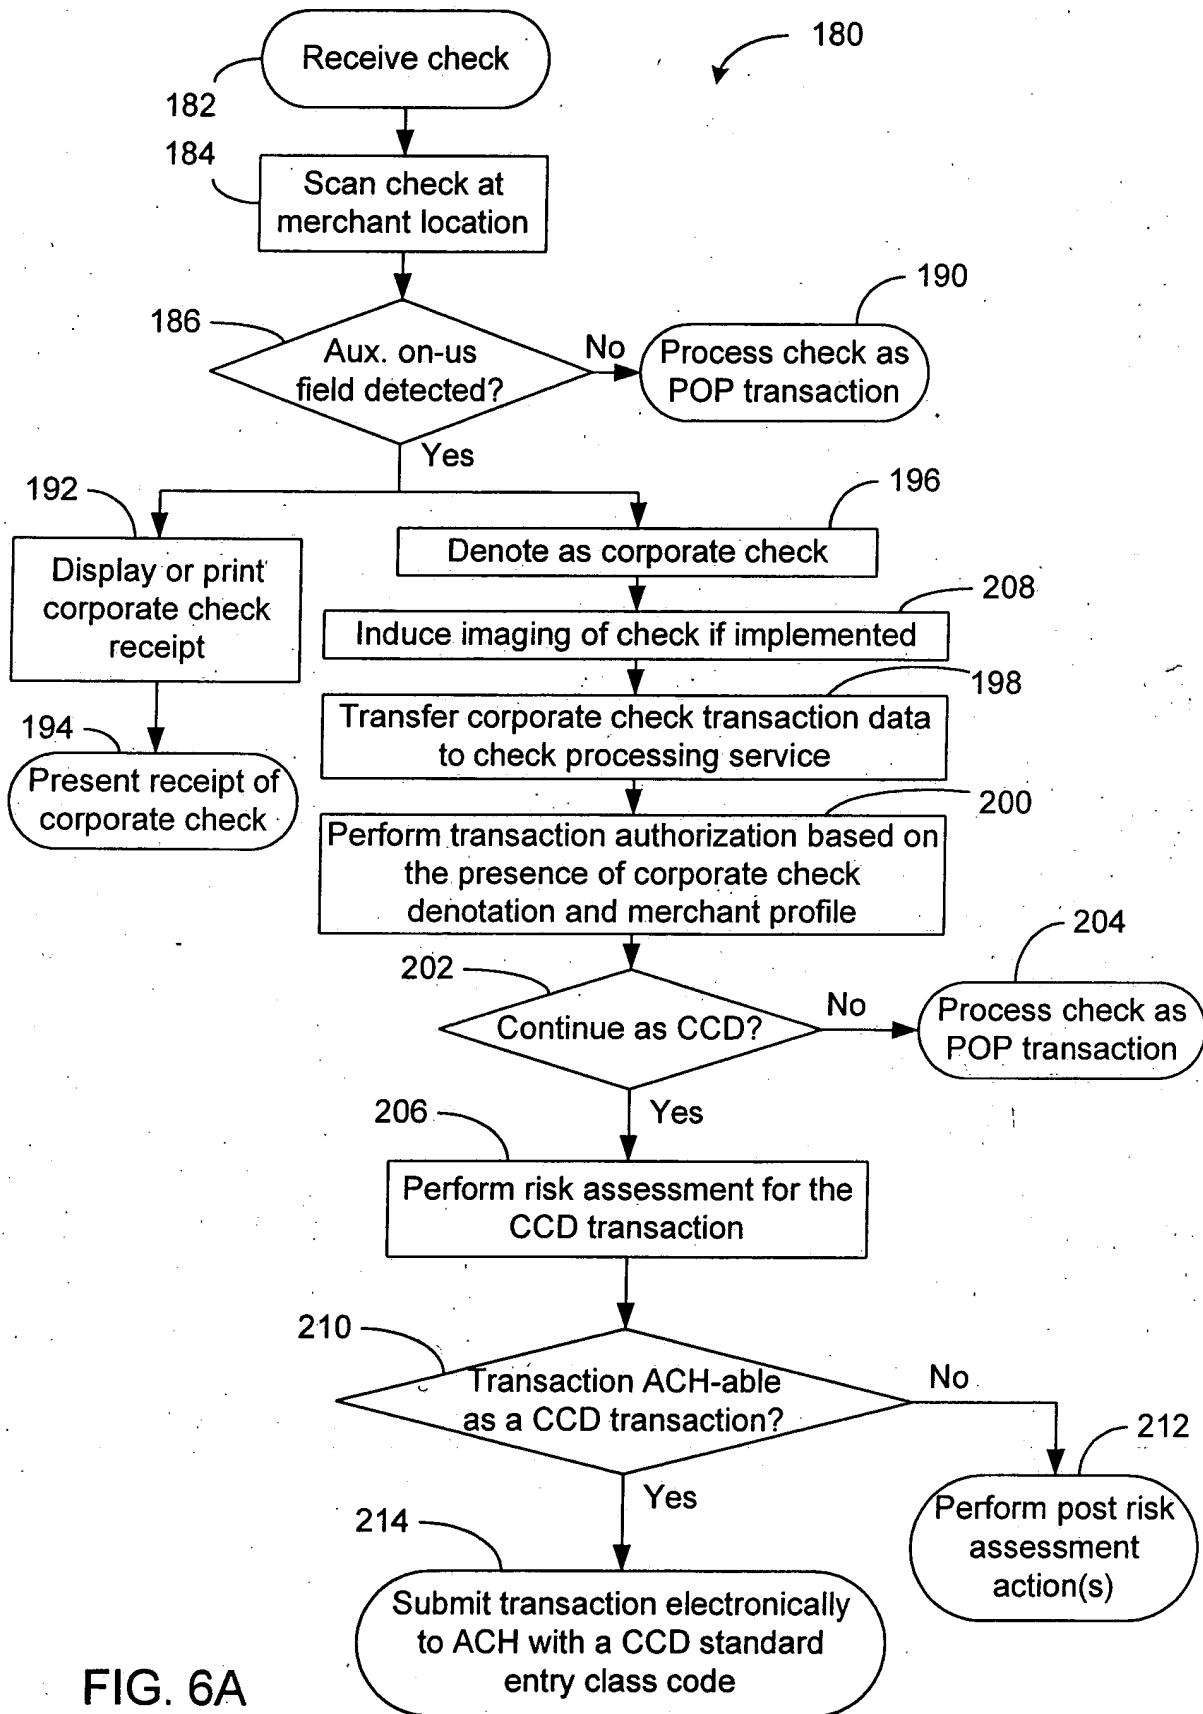 180
Receive check
182
184
Scan check at
merchant location
186
Aux. on-us
field detected?
No
190
Process check as
POP transaction
Yes
192
Display or print
corporate check
receipt
194
Present receipt of
corporate check
196
Denote as corporate check
208
Induce imaging of check if implemented
198
Transfer corporate check transaction data
to check processing service
200
Perform transaction authorization based on
the presence of corporate check
denotation and merchant profile
202
Continue as CCD?
No
204
Process check as
POP transaction
Yes
206
Perform risk assessment for the
CCD transaction
210
Transaction ACH-able
as a CCD transaction?
No
212
Perform post risk
assessment
action(s)
Yes
214
Submit transaction electronically
to ACH with a CCD standard
entry class code
FIG. 6A